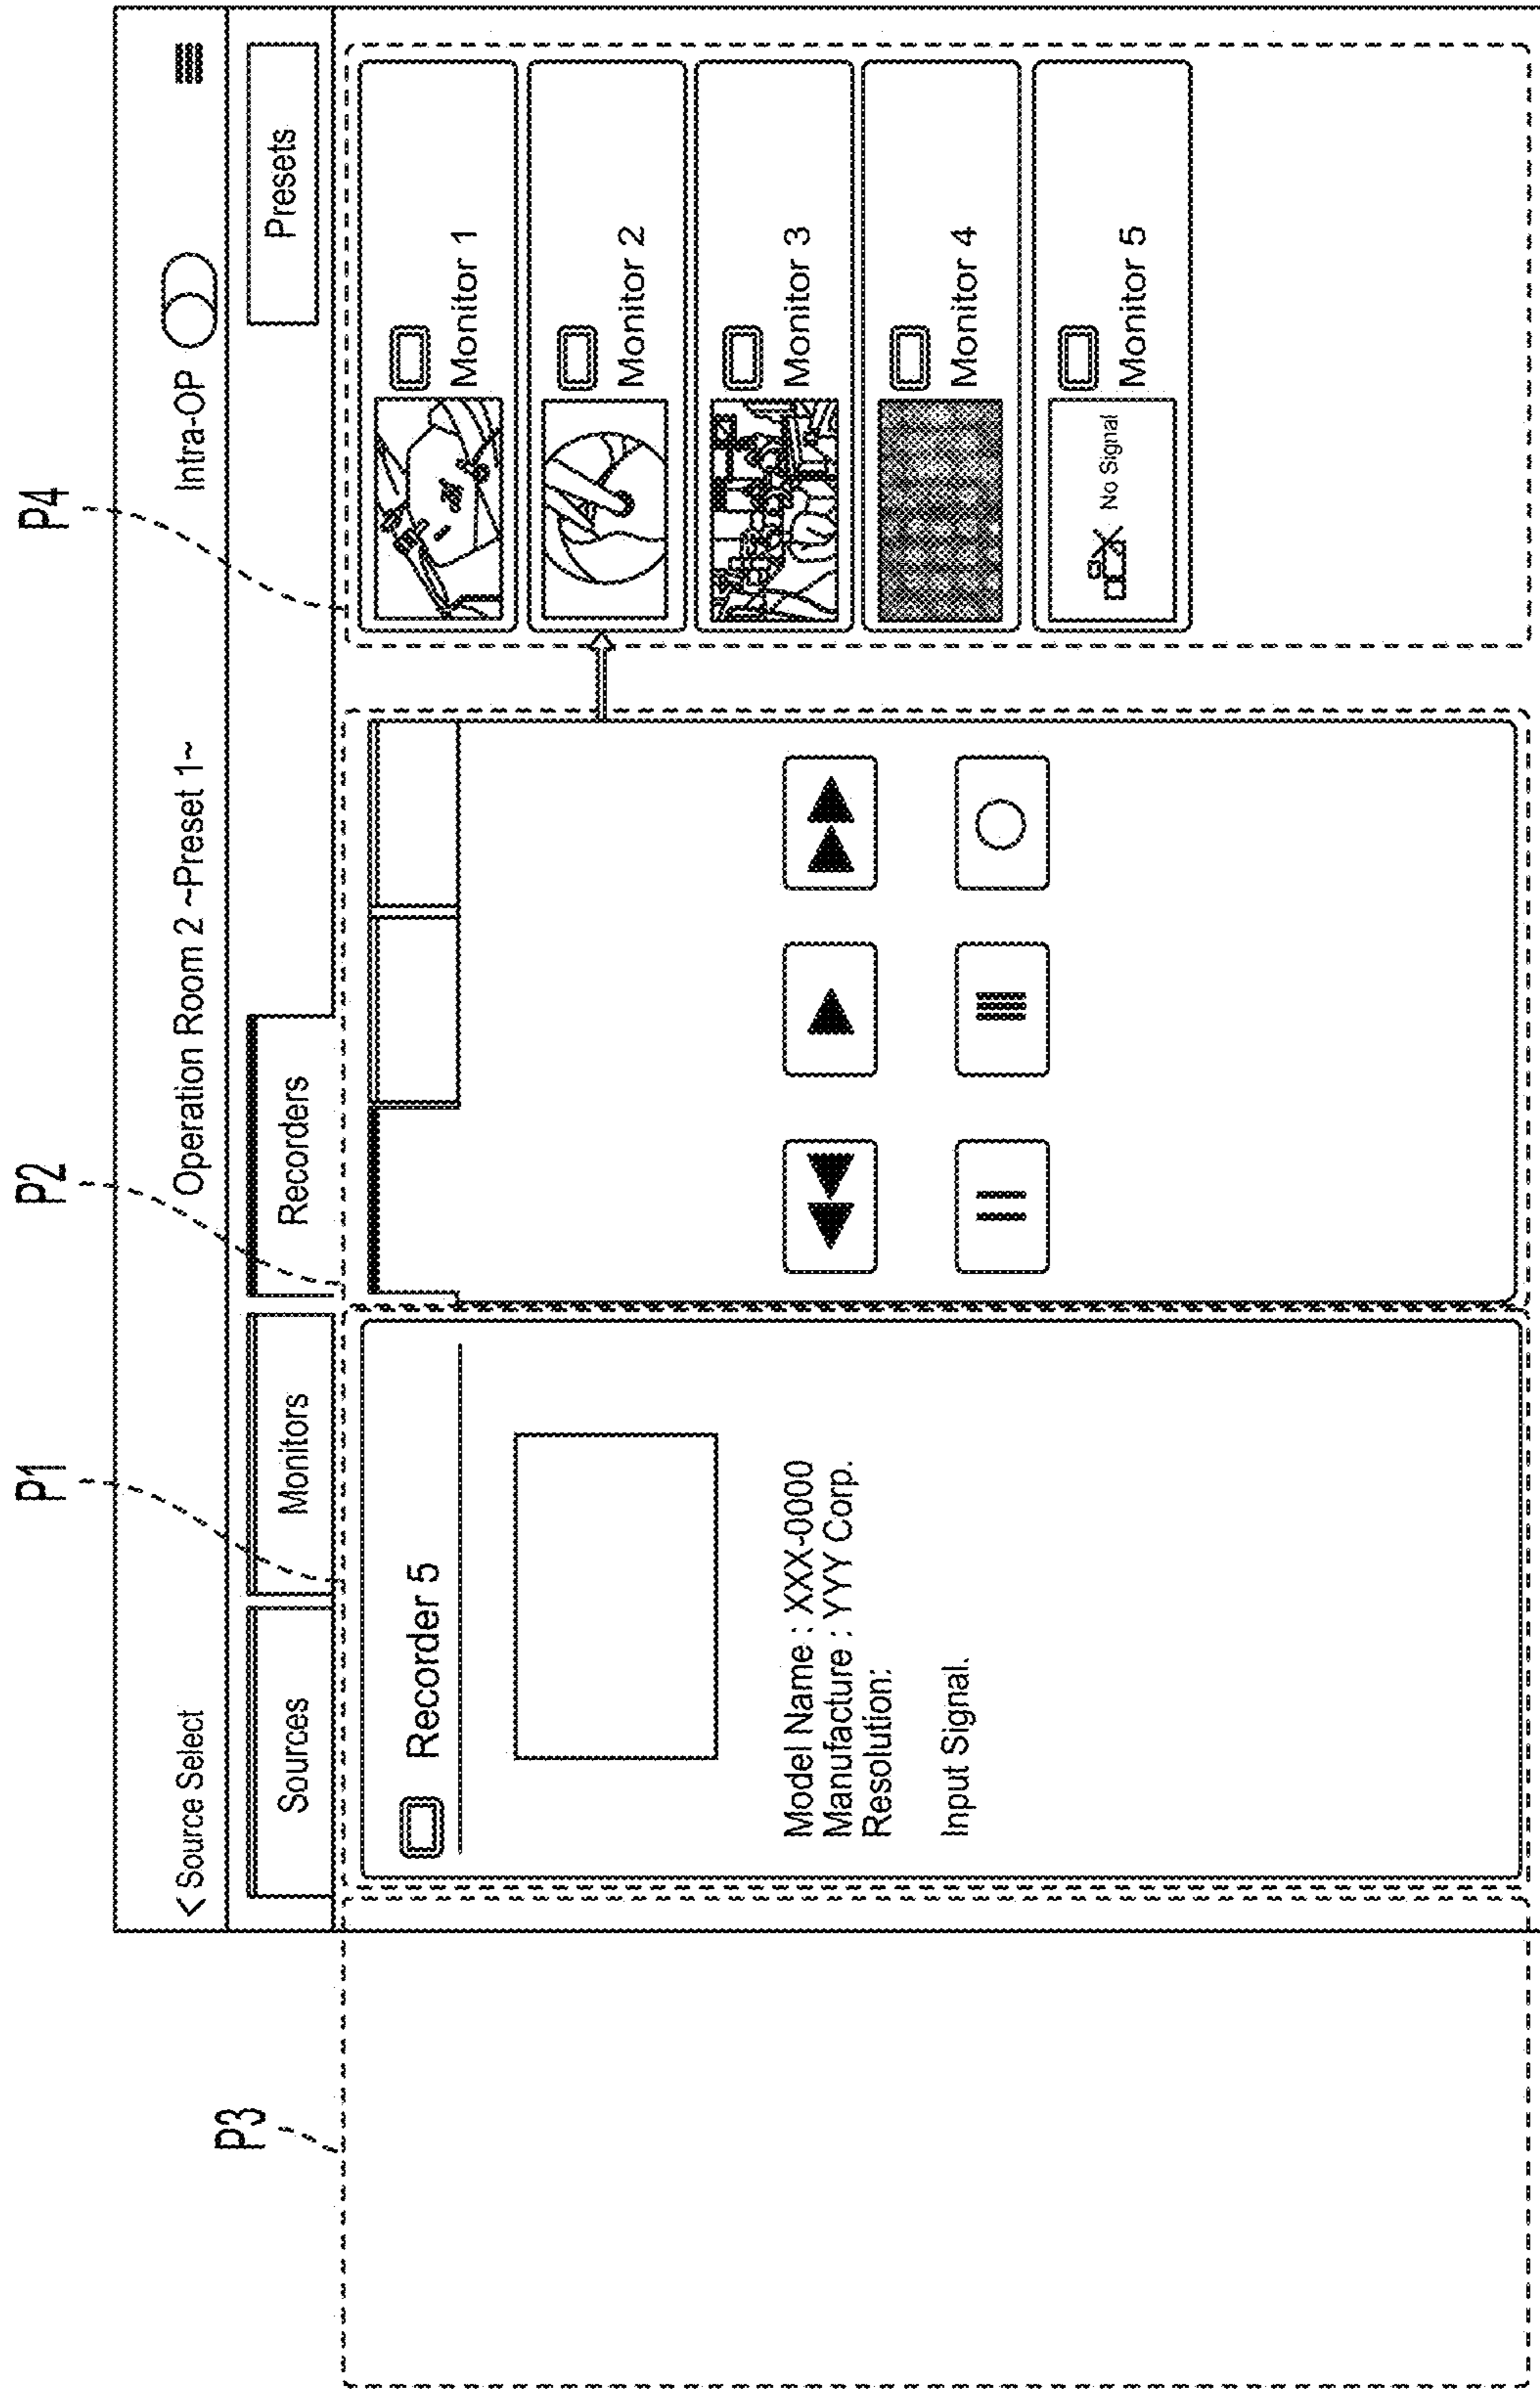 P1
P2
P3
P4
< Source Select
Operation Room 2 ~Preset 1~
Intra-OP
Sources
Monitors
Recorders
Presets
Recorder 5
Model Name : XXX-0000
Manufacture : YYY Corp.
Resolution:
Input Signal.
Monitor 1
Monitor 2
Monitor 3
Monitor 4
No Signal
Monitor 5